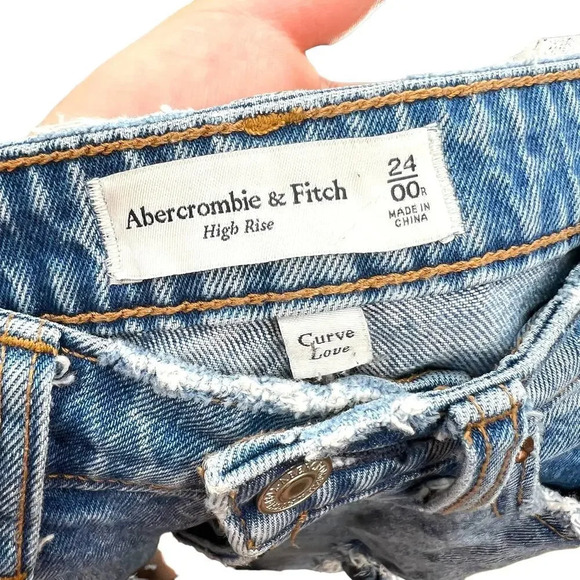 Abercrombie & Fitch
High Rise
24
00R
MADE IN
CHINA
Curve
Love